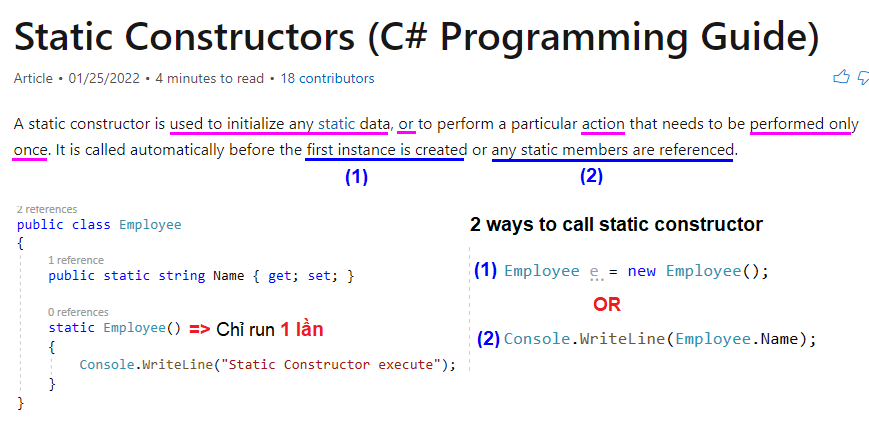 Static Constructors (C# Programming Guide)
Article • 01/25/2022 • 4 minutes to read • 18 contributors
A static constructor is used to initialize any static data, or to perform a particular action that needs to be performed only
once. It is called automatically before the first instance is created or any static members are referenced.
(1) (2)
2 references
public class Employee
{
1 reference
public static string Name { get; set; }
0 references
static Employee() => Chỉ run 1 lần
{
Console.WriteLine("Static Constructor execute");
}
}
2 ways to call static constructor
(1) Employee e = new Employee();
OR
(2) Console.WriteLine(Employee.Name);